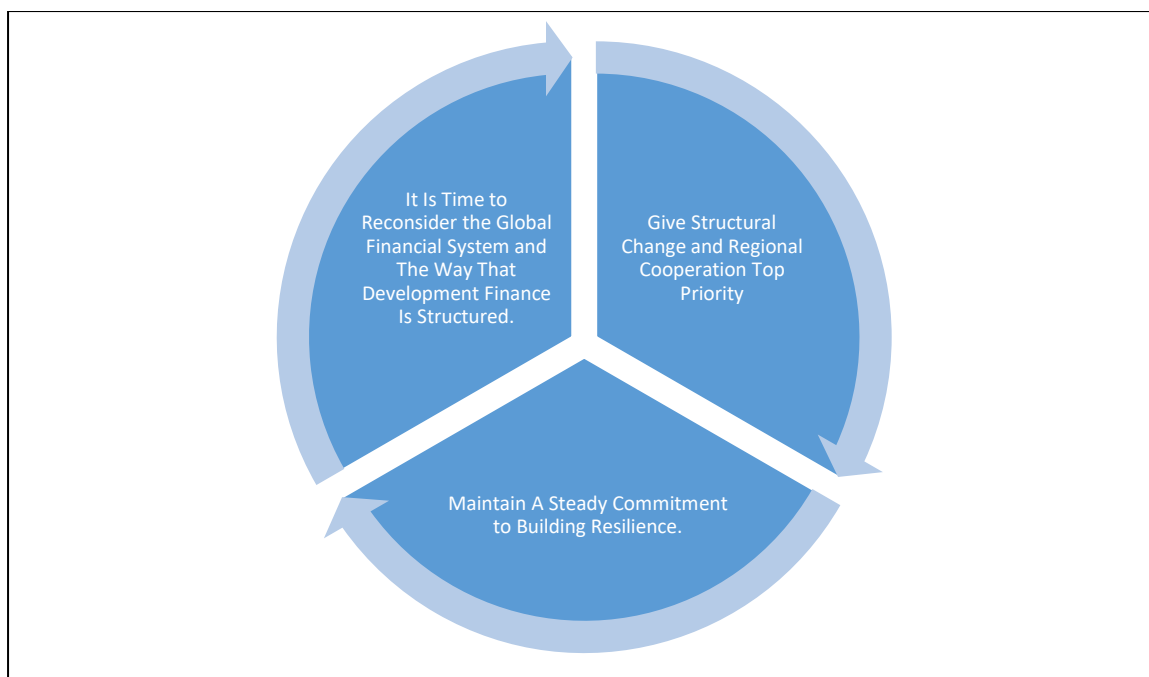 It Is Time to
Reconsider the Global
Financial System and
The Way That
Development Finance
Is Structured.
Give Structural
Change and Regional
Cooperation Top
Priority
Maintain A Steady Commitment
to Building Resilience.